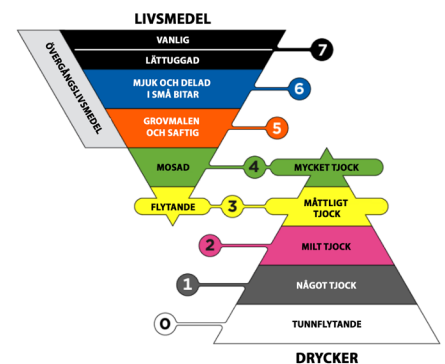 LIVSMEDEL
ÖVERGÅNGSLIVSMEDEL
VANLIG
LÄTTUGGAD
7
MJUK OCH DELAD
I SMÅ BITAR
6
GROVMALEN
OCH SAFTIG
5
MOSAD
4
MYCKET TJOCK
FLYTANDE
3
MÅTTLIGT
TJOCK
2
MILT TJOCK
1
NÅGOT TJOCK
0
TUNNFLYTANDE
DRYCKER